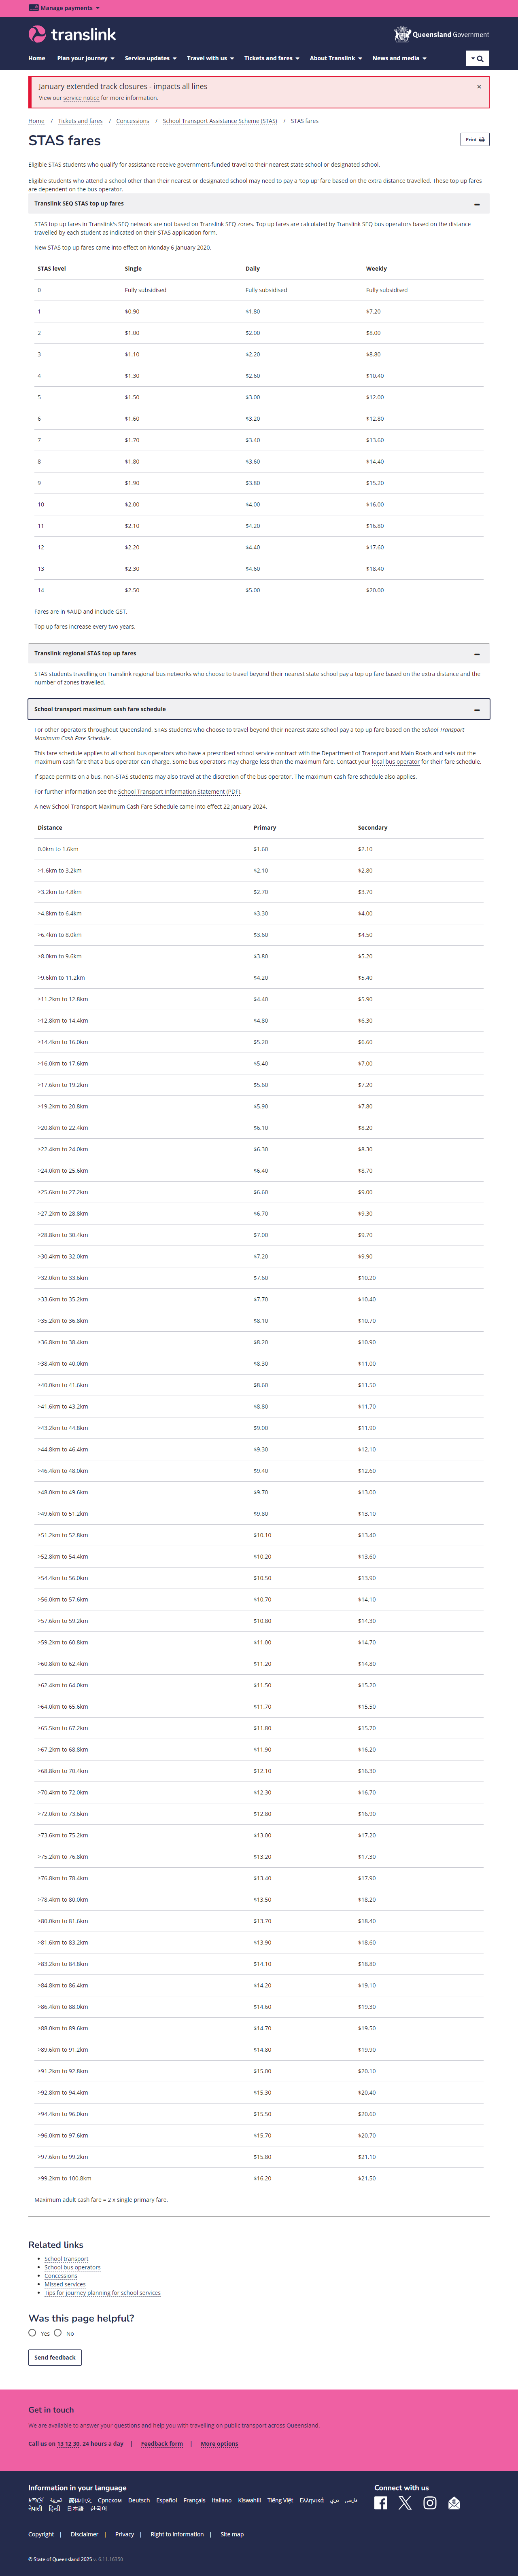 Manage payments
translink
Queensland Government
Home Plan your journey Service updates Travel with us Tickets and fares About Translink News and media
January extended track closures - impacts all lines ×
View our service notice for more information.
Home / Tickets and fares / Concessions / School Transport Assistance Scheme (STAS) / STAS fares
STAS fares
Print
Eligible STAS students who qualify for assistance receive government-funded travel to their nearest state school or designated school.
Eligible students who attend a school other than their nearest or designated school may need to pay a 'top up' fare based on the extra distance travelled. These top up fares
are dependent on the bus operator.
Translink SEQ STAS top up fares
STAS top up fares in Translink's SEQ network are not based on Translink SEQ zones. Top up fares are calculated by Translink SEQ bus operators based on the distance
travelled by each student as indicated on their STAS application form.
New STAS top up fares came into effect on Monday 6 January 2020.
STAS level Single Daily Weekly
0 Fully subsidised Fully subsidised Fully subsidised
1 $0.90 $1.80 $7.20
2 $1.00 $2.00 $8.00
3 $1.10 $2.20 $8.80
4 $1.30 $2.60 $10.40
5 $1.50 $3.00 $12.00
6 $1.60 $3.20 $12.80
7 $1.70 $3.40 $13.60
8 $1.80 $3.60 $14.40
9 $1.90 $3.80 $15.20
10 $2.00 $4.00 $16.00
11 $2.10 $4.20 $16.80
12 $2.20 $4.40 $17.60
13 $2.30 $4.60 $18.40
14 $2.50 $5.00 $20.00
Fares are in $AUD and include GST.
Top up fares increase every two years.
Translink regional STAS top up fares
STAS students travelling on Translink regional bus networks who choose to travel beyond their nearest state school pay a top up fare based on the extra distance and the
number of zones travelled.
School transport maximum cash fare schedule
For other operators throughout Queensland, STAS students who choose to travel beyond their nearest state school pay a top up fare based on the School Transport
Maximum Cash Fare Schedule.
This fare schedule applies to all school bus operators who have a prescribed school service contract with the Department of Transport and Main Roads and sets out the
maximum cash fare that a bus operator can charge. Some bus operators may charge less than the maximum fare. Contact your local bus operator for their fare schedule.
If space permits on a bus, non-STAS students may also travel at the discretion of the bus operator. The maximum cash fare schedule also applies.
For further information see the School Transport Information Statement (PDF).
A new School Transport Maximum Cash Fare Schedule came into effect 22 January 2024.
Distance Primary Secondary
0.0km to 1.6km $1.60 $2.10
>1.6km to 3.2km $2.10 $2.80
>3.2km to 4.8km $2.70 $3.70
>4.8km to 6.4km $3.30 $4.00
>6.4km to 8.0km $3.60 $4.50
>8.0km to 9.6km $3.80 $5.20
>9.6km to 11.2km $4.20 $5.40
>11.2km to 12.8km $4.40 $5.90
>12.8km to 14.4km $4.80 $6.30
>14.4km to 16.0km $5.20 $6.60
>16.0km to 17.6km $5.40 $7.00
>17.6km to 19.2km $5.60 $7.20
>19.2km to 20.8km $5.90 $7.80
>20.8km to 22.4km $6.10 $8.20
>22.4km to 24.0km $6.30 $8.30
>24.0km to 25.6km $6.40 $8.70
>25.6km to 27.2km $6.60 $9.00
>27.2km to 28.8km $6.70 $9.30
>28.8km to 30.4km $7.00 $9.70
>30.4km to 32.0km $7.20 $9.90
>32.0km to 33.6km $7.60 $10.20
>33.6km to 35.2km $7.70 $10.40
>35.2km to 36.8km $8.10 $10.70
>36.8km to 38.4km $8.20 $10.90
>38.4km to 40.0km $8.30 $11.00
>40.0km to 41.6km $8.60 $11.50
>41.6km to 43.2km $8.80 $11.70
>43.2km to 44.8km $9.00 $11.90
>44.8km to 46.4km $9.30 $12.10
>46.4km to 48.0km $9.40 $12.60
>48.0km to 49.6km $9.70 $13.00
>49.6km to 51.2km $9.80 $13.10
>51.2km to 52.8km $10.10 $13.40
>52.8km to 54.4km $10.20 $13.60
>54.4km to 56.0km $10.50 $13.90
>56.0km to 57.6km $10.70 $14.10
>57.6km to 59.2km $10.80 $14.30
>59.2km to 60.8km $11.00 $14.70
>60.8km to 62.4km $11.20 $14.80
>62.4km to 64.0km $11.50 $15.20
>64.0km to 65.6km $11.70 $15.50
>65.5km to 67.2km $11.80 $15.70
>67.2km to 68.8km $11.90 $16.20
>68.8km to 70.4km $12.10 $16.30
>70.4km to 72.0km $12.30 $16.70
>72.0km to 73.6km $12.80 $16.90
>73.6km to 75.2km $13.00 $17.20
>75.2km to 76.8km $13.20 $17.30
>76.8km to 78.4km $13.40 $17.90
>78.4km to 80.0km $13.50 $18.20
>80.0km to 81.6km $13.70 $18.40
>81.6km to 83.2km $13.90 $18.60
>83.2km to 84.8km $14.10 $18.80
>84.8km to 86.4km $14.20 $19.10
>86.4km to 88.0km $14.60 $19.30
>88.0km to 89.6km $14.70 $19.50
>89.6km to 91.2km $14.80 $19.90
>91.2km to 92.8km $15.00 $20.10
>92.8km to 94.4km $15.30 $20.40
>94.4km to 96.0km $15.50 $20.60
>96.0km to 97.6km $15.70 $20.70
>97.6km to 99.2km $15.80 $21.10
>99.2km to 100.8km $16.20 $21.50
Maximum adult cash fare = 2 x single primary fare.
Related links
• School transport
• School bus operators
• Concessions
• Missed services
• Tips for journey planning for school services
Was this page helpful?
Yes No
Send feedback
Get in touch
We are available to answer your questions and help you with travelling on public transport across Queensland.
Call us on 13 12 30, 24 hours a day | Feedback form | More options
Information in your language
አማርኛ العربية 简体中文 Српском Deutsch Español Français Italiano Kiswahili Tiếng Việt Ελληνικά دری فارسی
नेपाली हिन्दी 日本語 한국어
Connect with us
Copyright | Disclaimer | Privacy | Right to information | Site map
© State of Queensland 2025 v. 6.11.16350